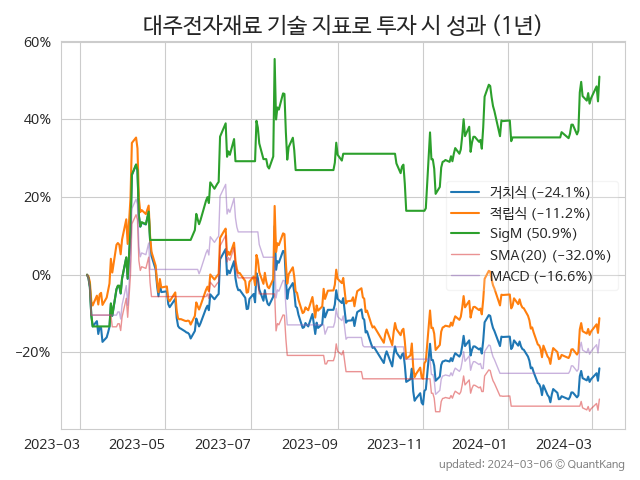 대주전자재료 기술 지표로 투자 시 성과 (1년)
60%
40%
20%
0%
−20%
거치식 (−24.1%)
적립식 (−11.2%)
SigM (50.9%)
SMA(20) (−32.0%)
MACD (−16.6%)
2023-03
2023-05
2023-07
2023-09
2023-11
2024-01
2024-03
updated: 2024-03-06 ⓒ QuantKang